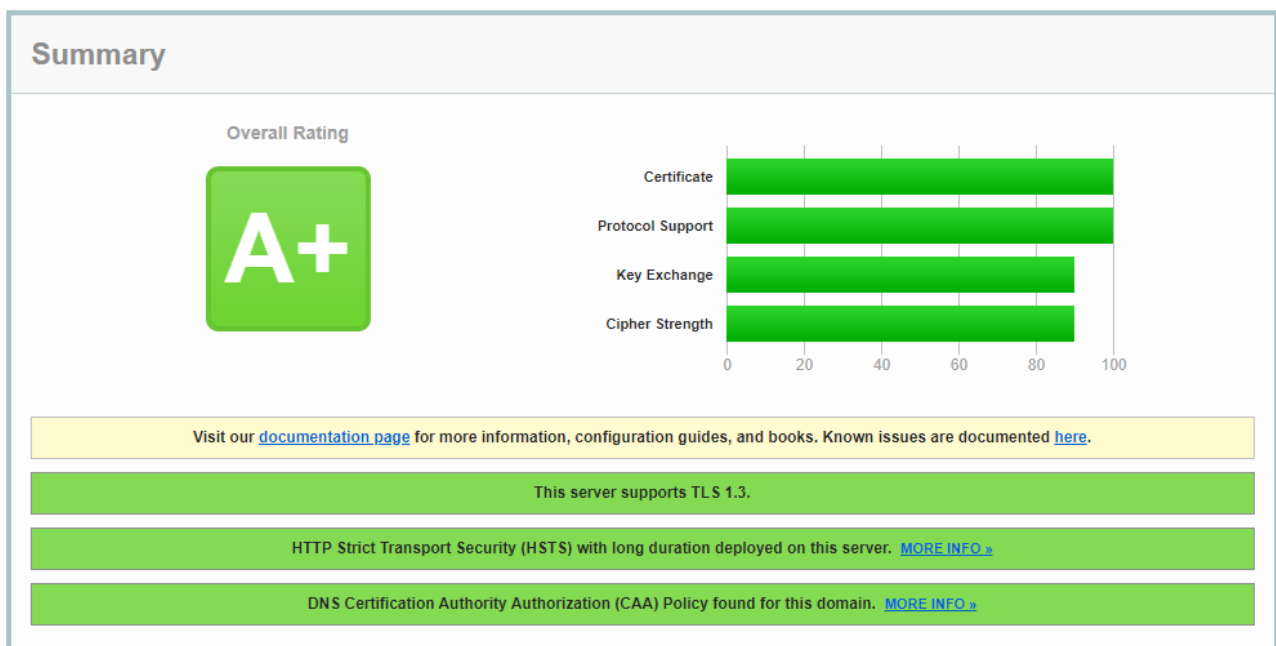 Summary
Overall Rating
A+
Certificate
Protocol Support
Key Exchange
Cipher Strength
0 20 40 60 80 100
Visit our documentation page for more information, configuration guides, and books. Known issues are documented here.
This server supports TLS 1.3.
HTTP Strict Transport Security (HSTS) with long duration deployed on this server. MORE INFO »
DNS Certification Authority Authorization (CAA) Policy found for this domain. MORE INFO »